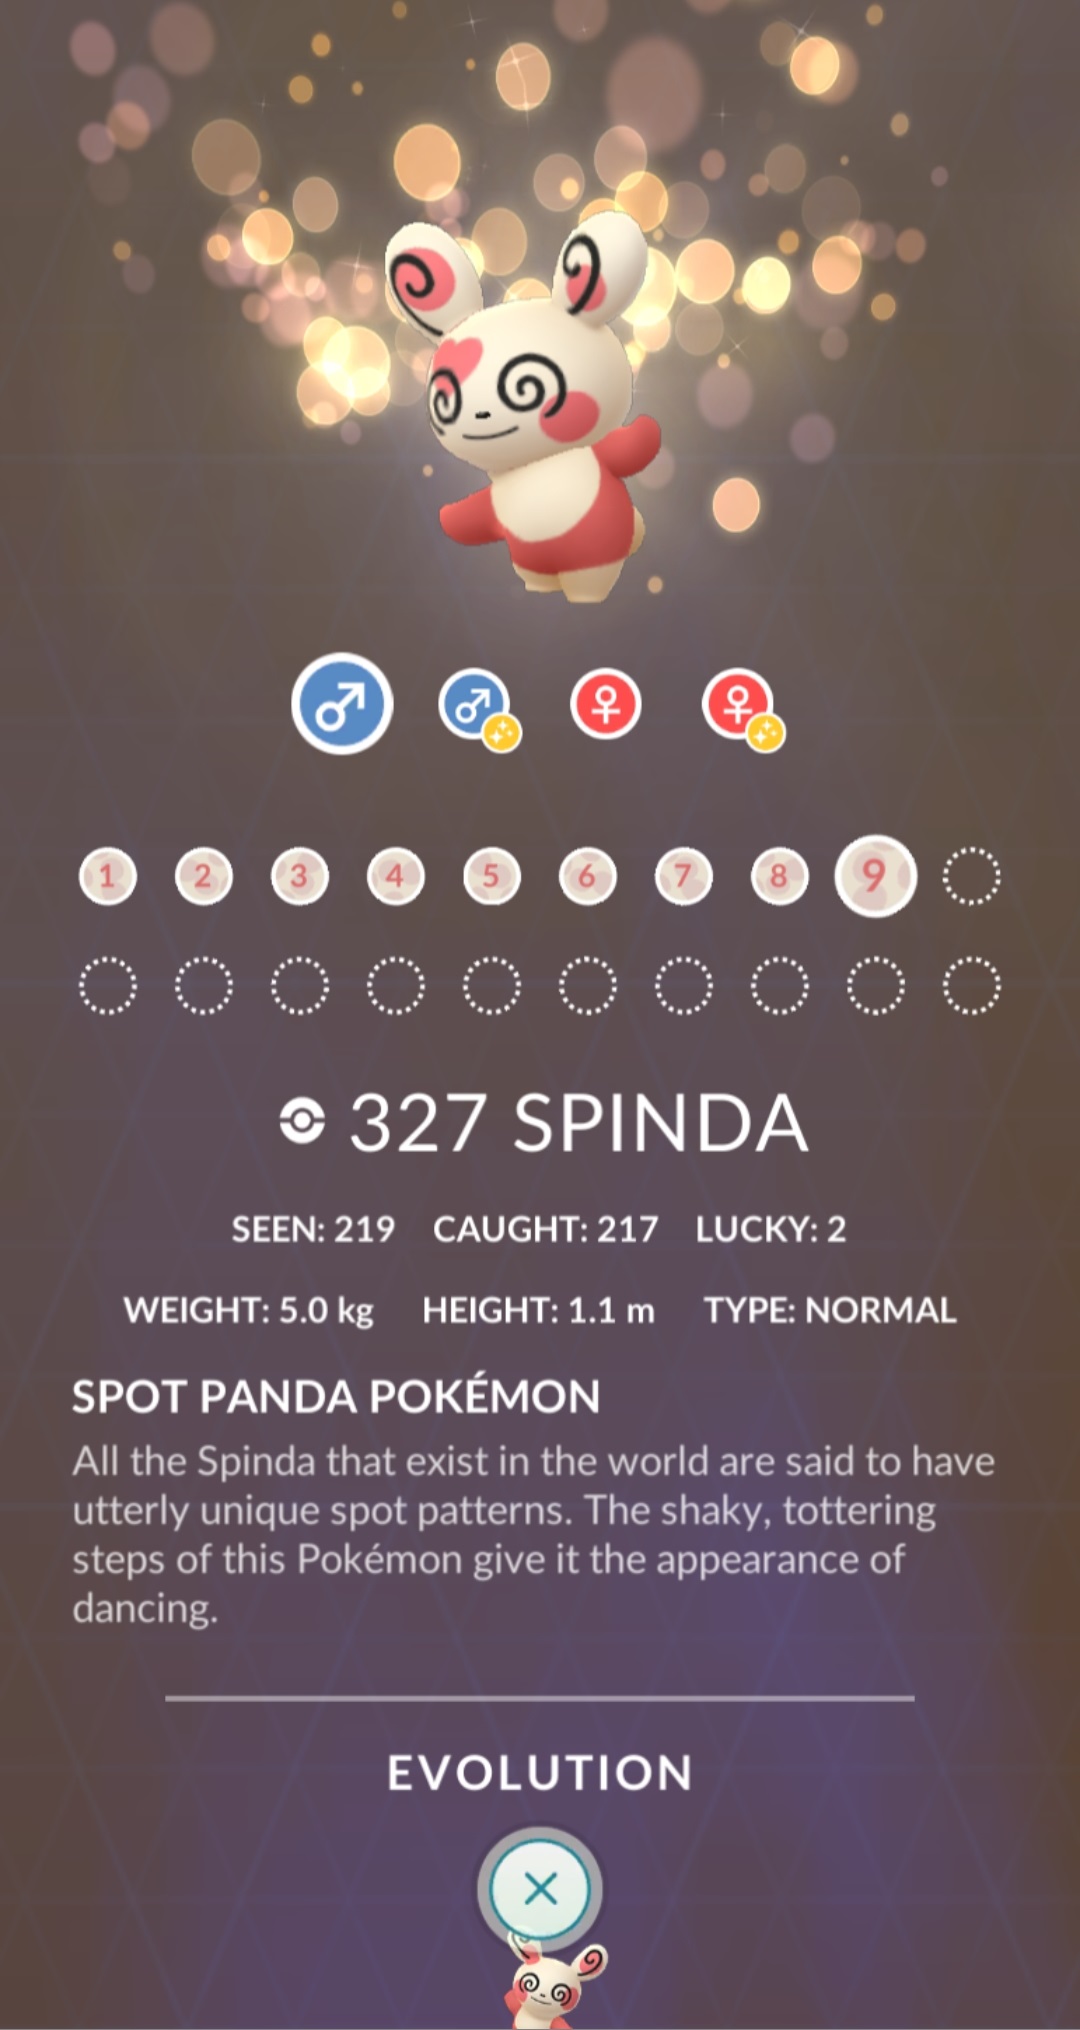 1 2 3 4 5 6 7 8 9
327 SPINDA
SEEN: 219 CAUGHT: 217 LUCKY: 2
WEIGHT: 5.0 kg HEIGHT: 1.1 m TYPE: NORMAL
SPOT PANDA POKÉMON
All the Spinda that exist in the world are said to have
utterly unique spot patterns. The shaky, tottering
steps of this Pokémon give it the appearance of
dancing.
EVOLUTION